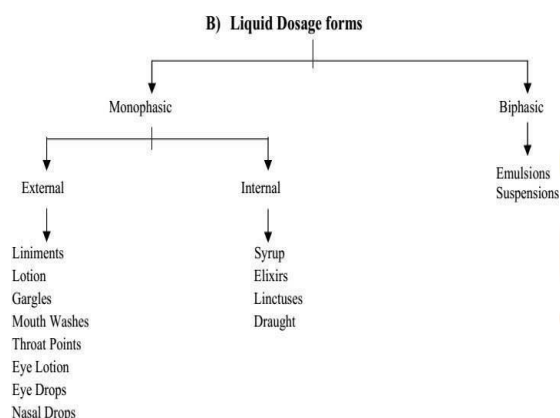 B) Liquid Dosage forms
Monophasic
Biphasic
External
Internal
Emulsions
Suspensions
Liniments
Lotion
Gargles
Mouth Washes
Throat Points
Eye Lotion
Eye Drops
Nasal Drops
Syrup
Elixirs
Linctuses
Draught